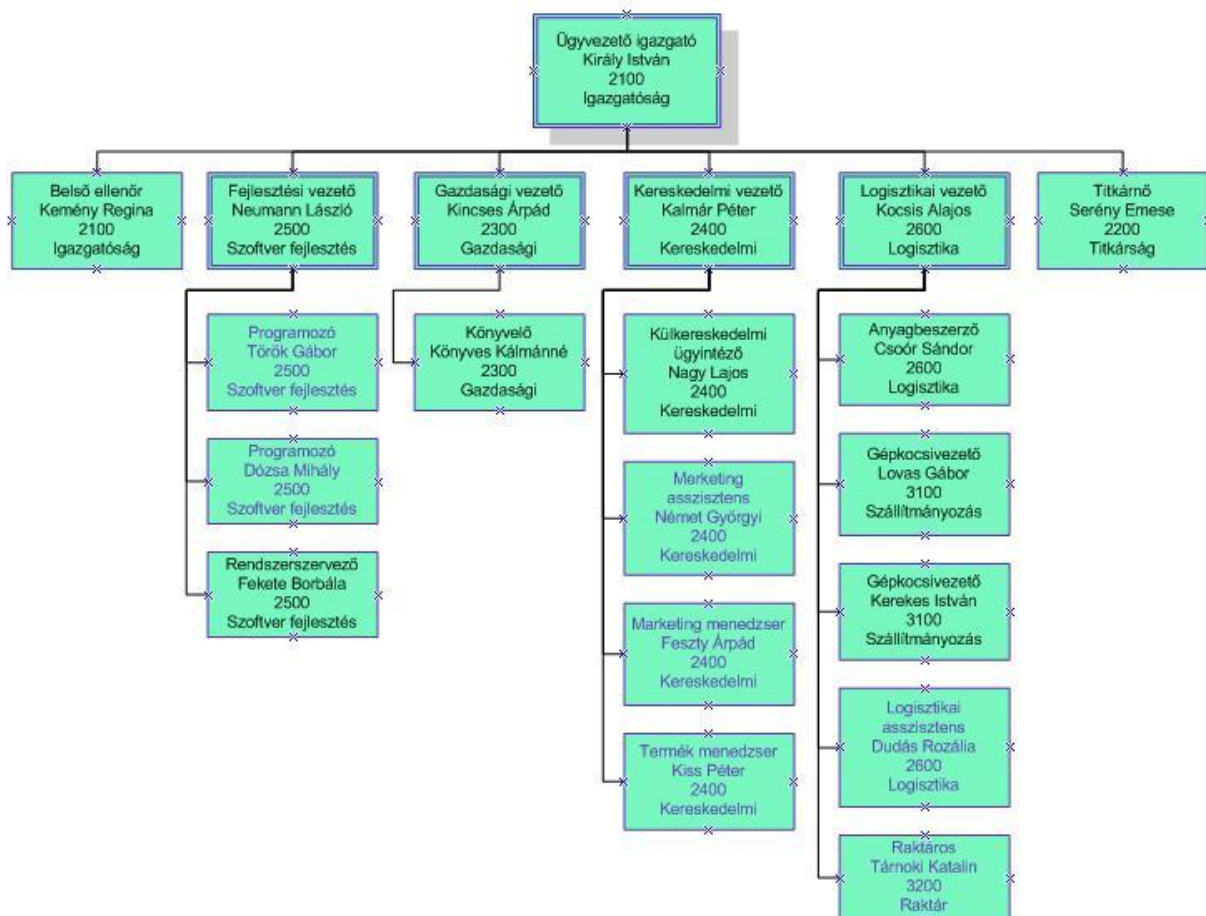 Ügyvezető igazgató
Király István
2100
Igazgatóság
Belső ellenőr
Kemény Regina
2100
Igazgatóság
Fejlesztési vezető
Neumann László
2500
Szoftver fejlesztés
Gazdasági vezető
Kincses Árpád
2300
Gazdasági
Kereskedelmi vezető
Kalmár Péter
2400
Kereskedelmi
Logisztikai vezető
Kocsis Alajos
2600
Logisztika
Titkárnő
Serény Emese
2200
Titkárság
Programozó
Török Gábor
2500
Szoftver fejlesztés
Programozó
Dózsa Mihály
2500
Szoftver fejlesztés
Rendszerszervező
Fekete Borbála
2500
Szoftver fejlesztés
Könyvelő
Könyves Kálmánné
2300
Gazdasági
Külkereskedelmi
ügyintéző
Nagy Lajos
2400
Kereskedelmi
Merketing
asszisztens
Német Györgyi
2400
Kereskedelmi
Marketing menedzser
Feszty Árpád
2400
Kereskedelmi
Termék menedzser
Kiss Péter
2400
Kereskedelmi
Anyagbeszerző
Csoór Sándor
2600
Logisztika
Gépkocsivezető
Lovas Gábor
3100
Szállítmányozás
Gépkocsivezető
Kerekes István
3100
Szállítmányozás
Logisztikai
asszisztens
Dudás Rozália
2600
Logisztika
Raktáros
Tárnoki Katalin
3200
Raktár